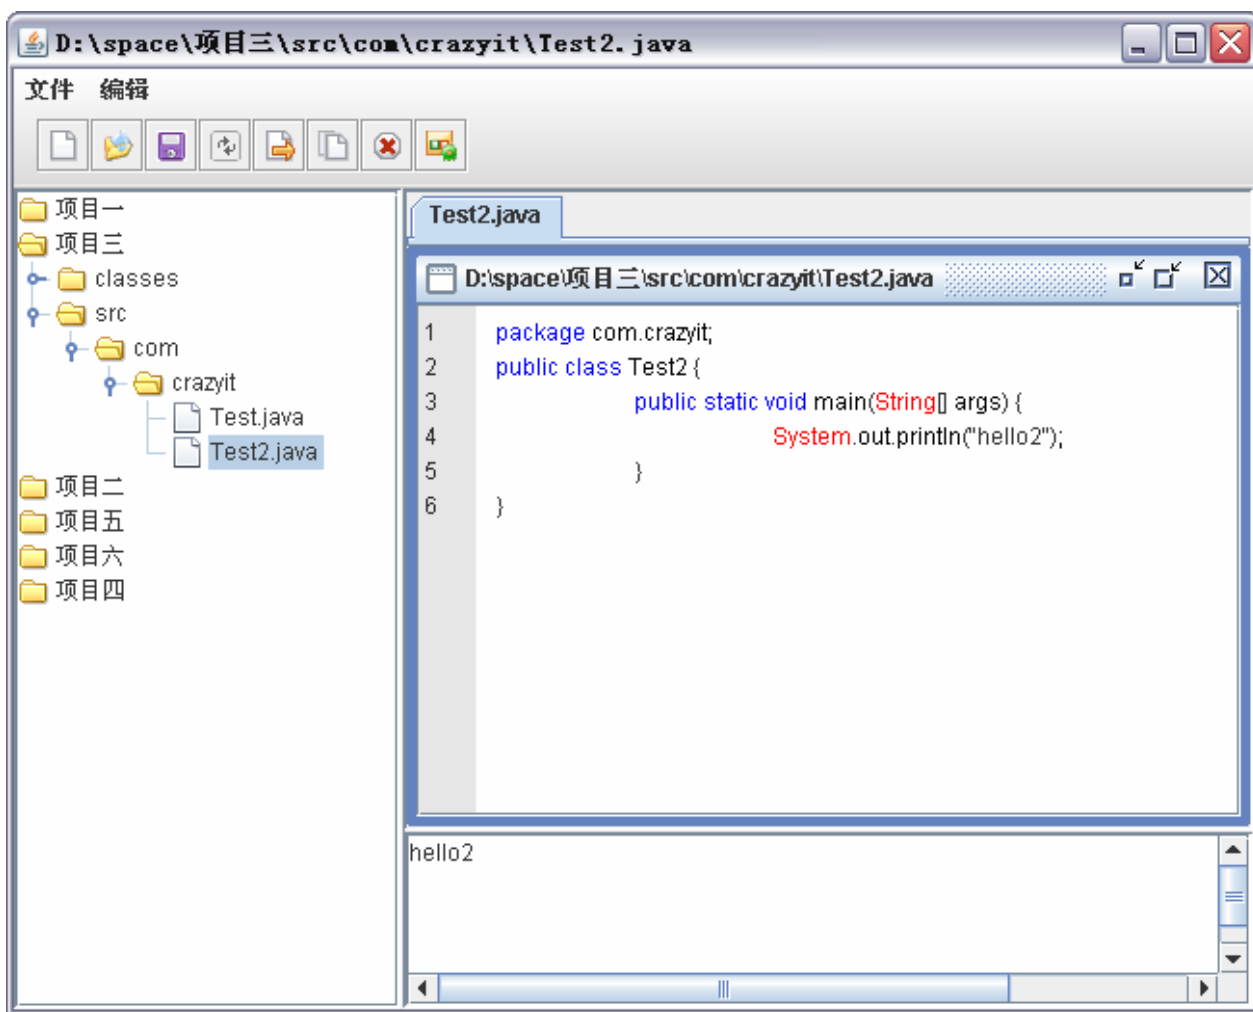 D:\space\项目三\src\com\crazyit\Test2.java
文件 编辑
项目一
项目三
classes
src
com
crazyit
Test.java
Test2.java
项目二
项目五
项目六
项目四
Test2.java
D:\space\项目三\src\com\crazyit\Test2.java
1 package com.crazyit;
2 public class Test2 {
3 public static void main(String[] args) {
4 System.out.println("hello2");
5 }
6 }
hello2